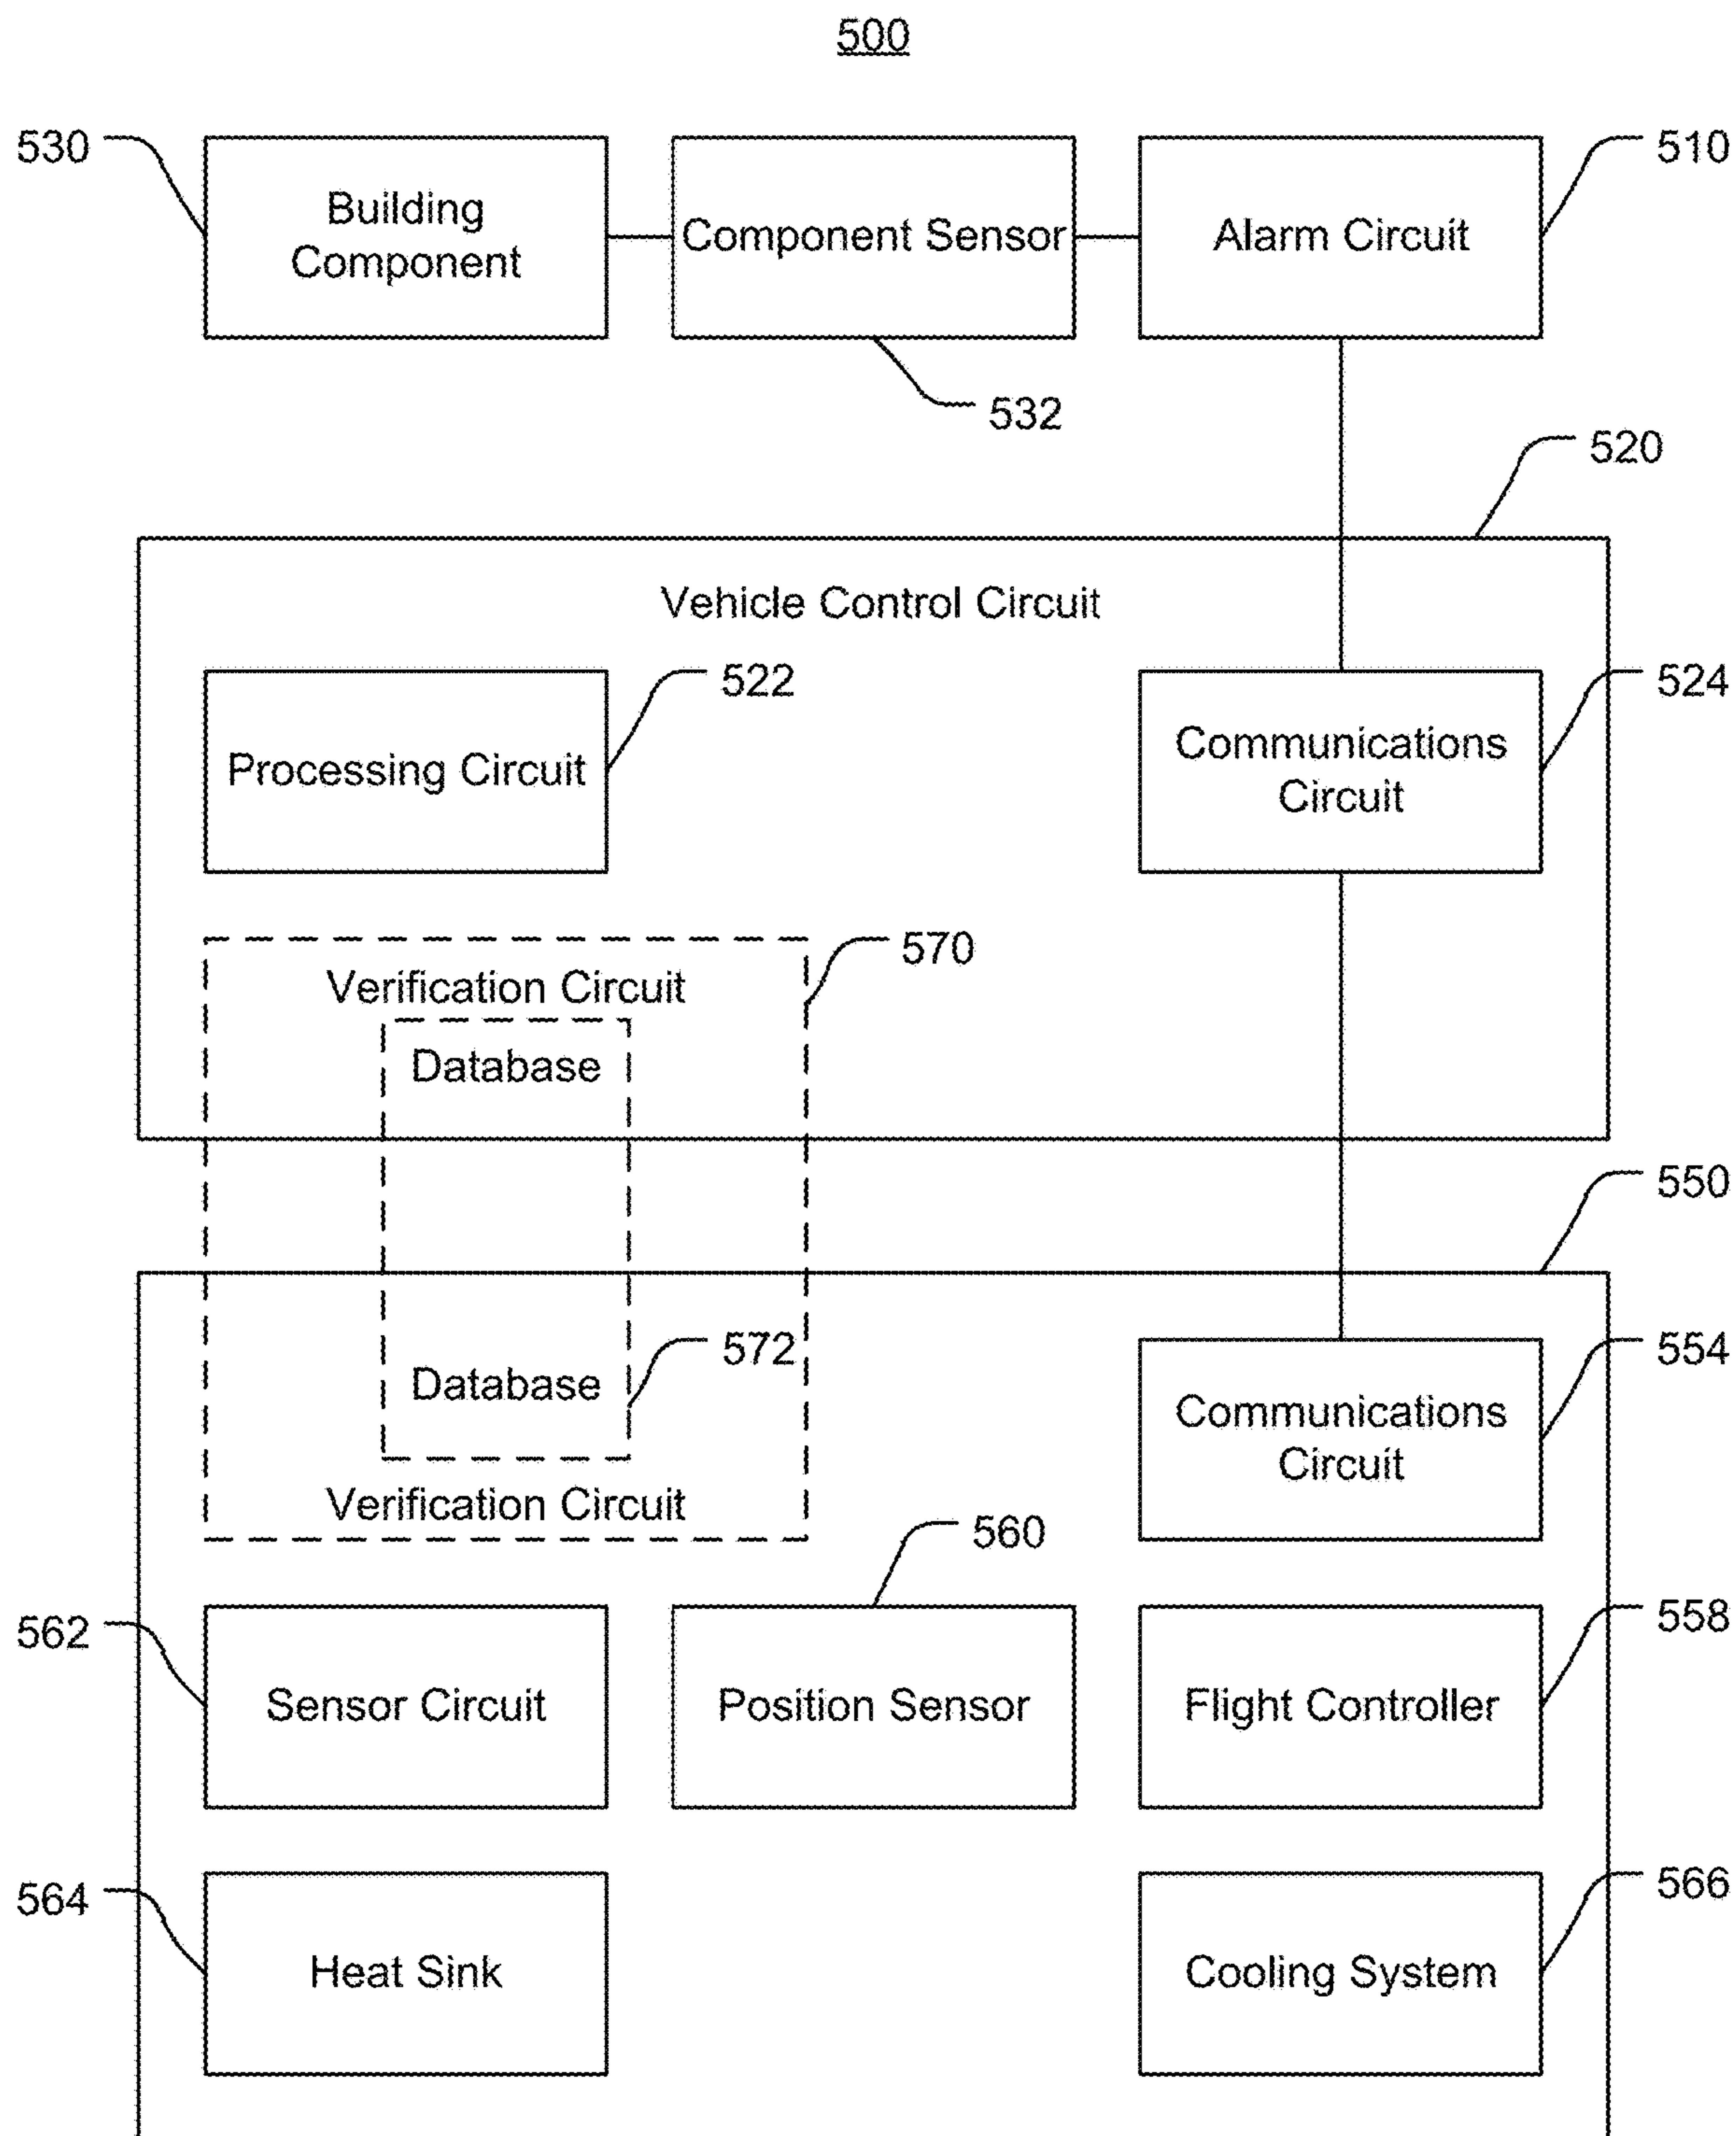 500
530
Building
Component
Component Sensor
Alarm Circuit
510
532
520
Vehicle Control Circuit
522
524
Processing Circuit
Communications
Circuit
570
Verification Circuit
Database
550
572
554
Database
Communications
Circuit
Verification Circuit
560
562
558
Sensor Circuit
Position Sensor
Flight Controller
564
566
Heat Sink
Cooling System